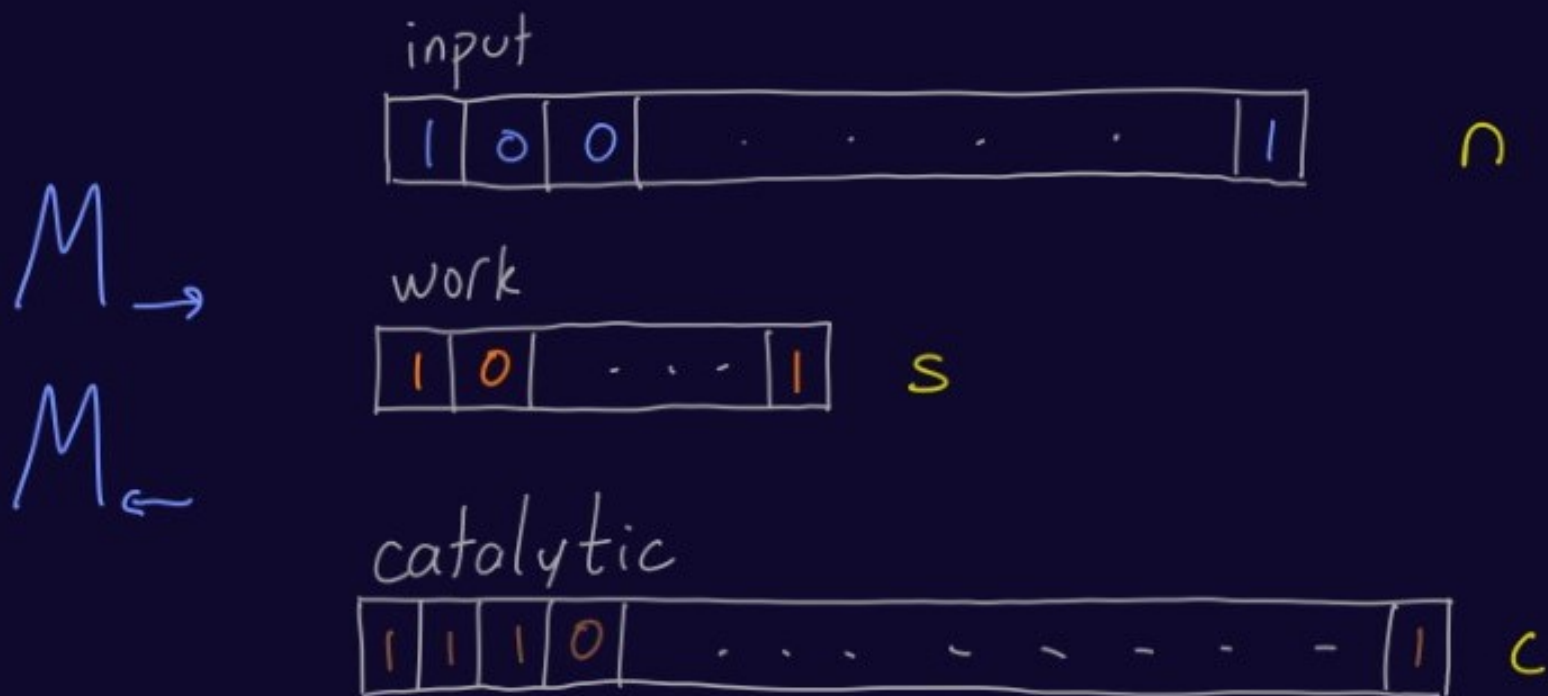 input
1 0 0 . . . . 1 n
M →
work
1 0 . . . 1 s
M ←
catalytic
1 1 1 0 . . . - - - - - 1 c